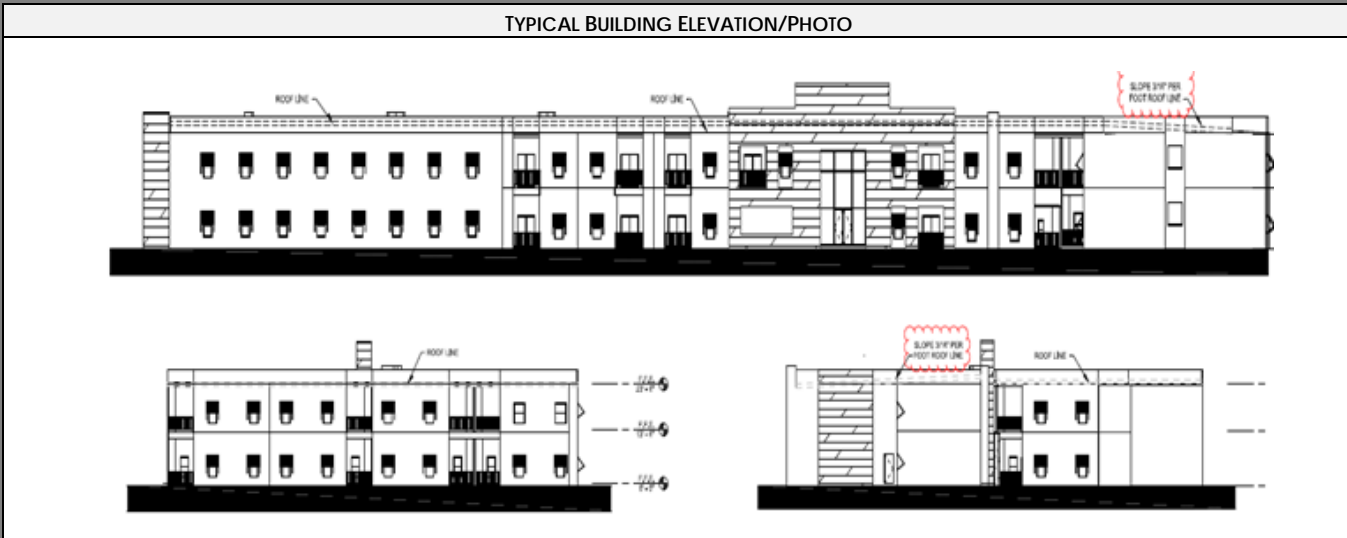 TYPICAL BUILDING ELEVATION/PHOTO
ROOF LINE
ROOF LINE
SLOPE 3/16" PER
FOOT ROOF LINE
ROOF LINE
SLOPE 3/16" PER
FOOT ROOF LINE
ROOF LINE